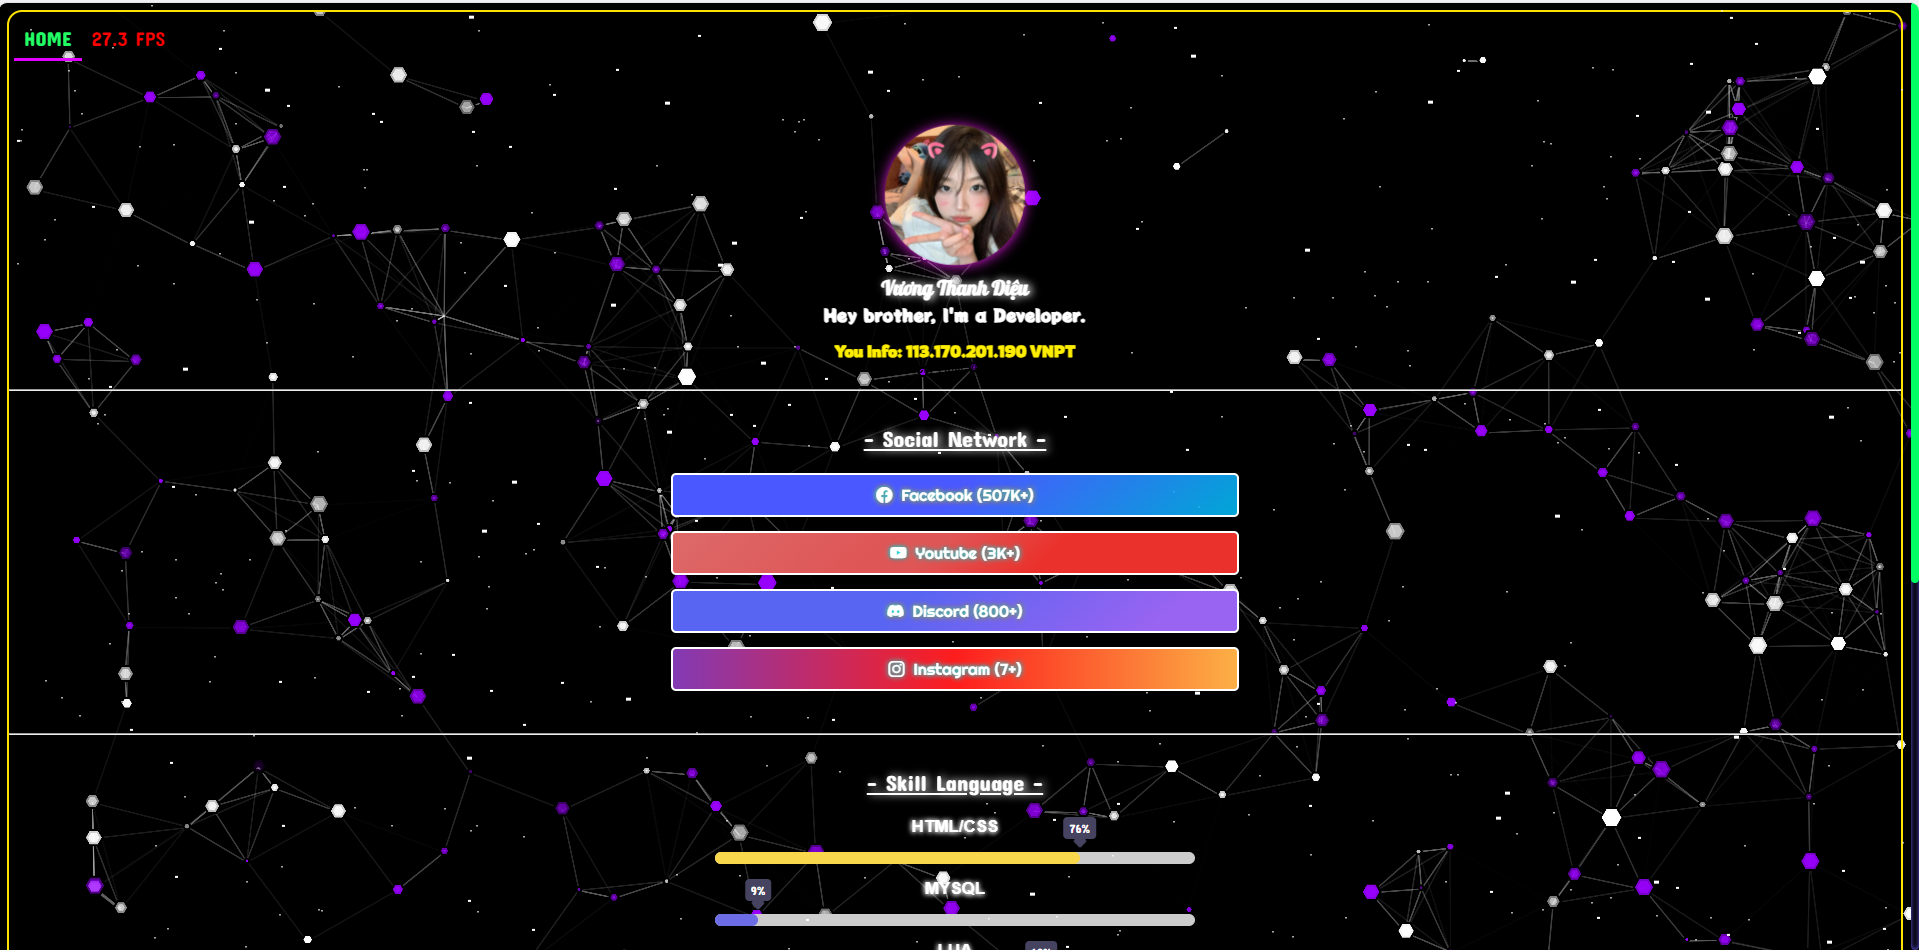 HOME 27.3 FPS
Vương Thanh Diệu
Hey brother, I'm a Developer.
You Info: 113.170.201.190 VNPT
- Social Network -
Facebook (507K+)
Youtube (3K+)
Discord (800+)
Instagram (7+)
- Skill Language -
HTML/CSS
76%
MYSQL
9%
LUA